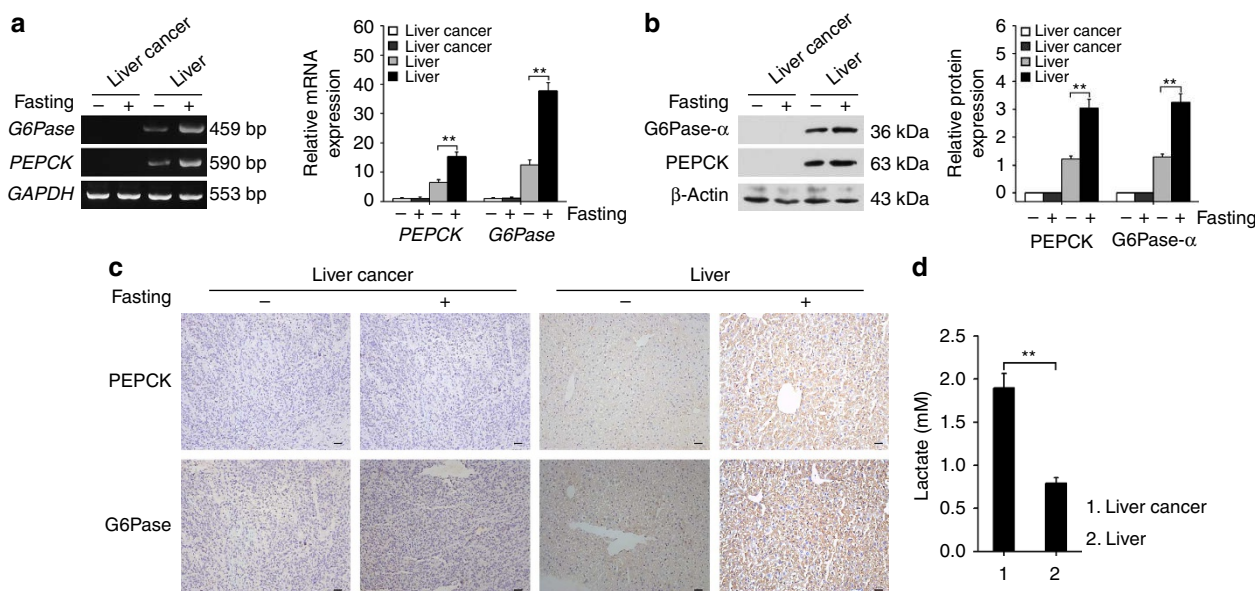 a
Liver cancer
Liver
Fasting – + – +
G6Pase 459 bp
PEPCK 590 bp
GAPDH 553 bp
Relative mRNA
expression
60
50
40
30
20
10
0
Liver cancer
Liver cancer
Liver
Liver
**
**
– + – + – + – + Fasting
PEPCK G6Pase
b
Liver cancer
Liver
Fasting – + – +
G6Pase-α 36 kDa
PEPCK 63 kDa
β-Actin 43 kDa
Relative protein
expression
6
5
4
3
2
1
0
Liver cancer
Liver cancer
Liver
Liver
**
**
– + – + – + – + Fasting
PEPCK G6Pase-α
c
Liver cancer Liver
Fasting – + – +
PEPCK
G6Pase
d
Lactate (mM)
2.5
2.0
1.5
1.0
0.5
0.0
**
1 2
1. Liver cancer
2. Liver